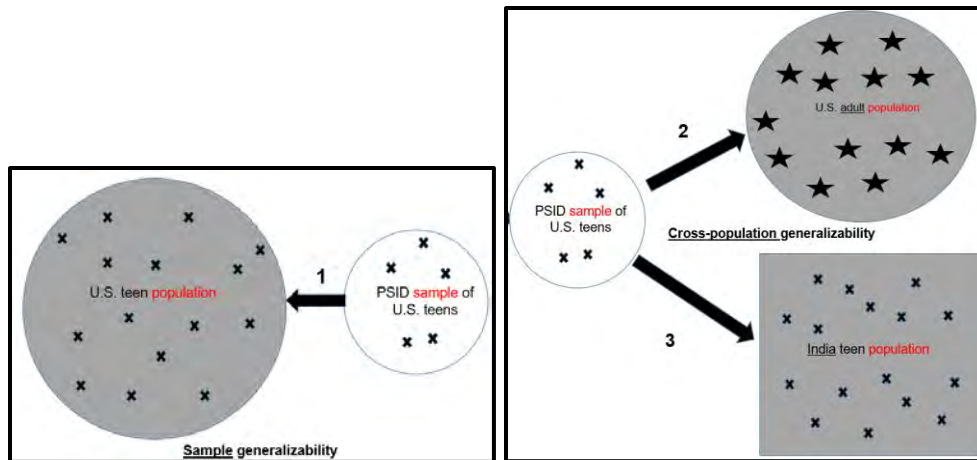 U.S. teen population
1
PSID sample of
U.S. teens
Sample generalizability
PSID sample of
U.S. teens
2
U.S. adult population
Cross-population generalizability
3
India teen population